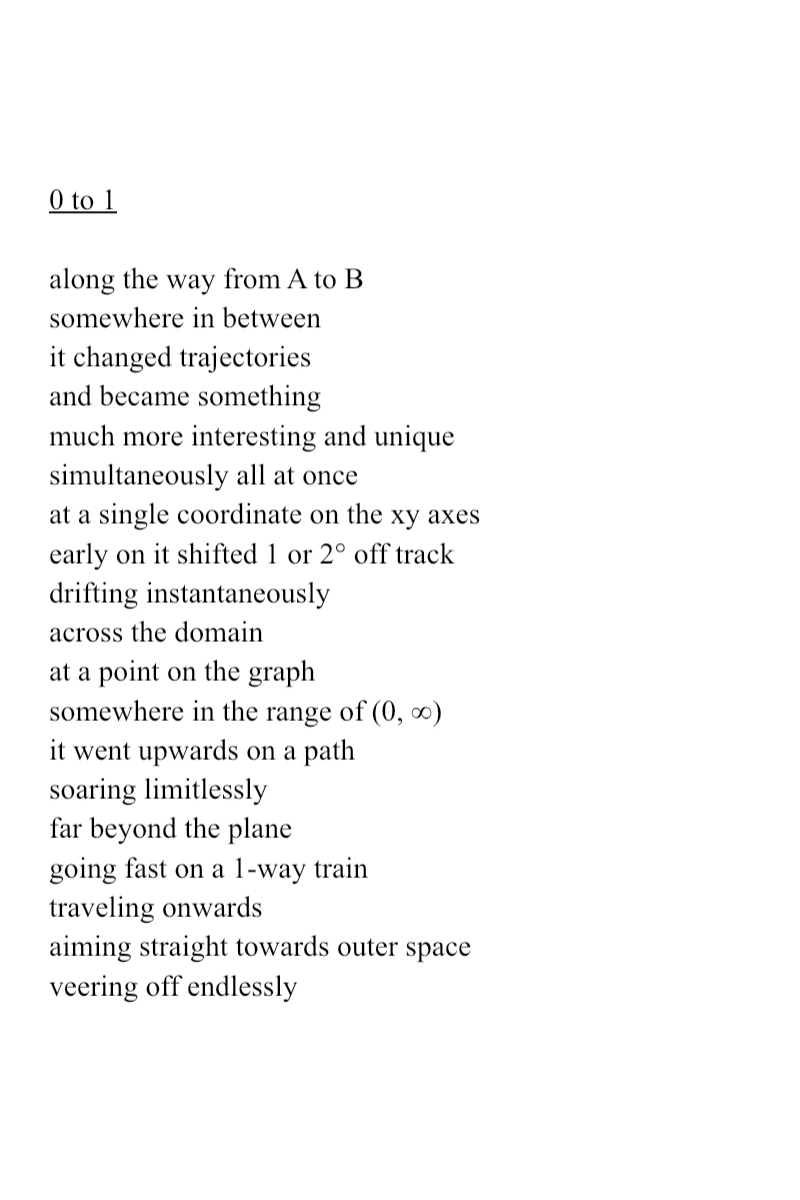 0 to 1
along the way from A to B
somewhere in between
it changed trajectories
and became something
much more interesting and unique
simultaneously all at once
at a single coordinate on the xy axes
early on it shifted 1 or 2° off track
drifting instantaneously
across the domain
at a point on the graph
somewhere in the range of (0, ∞)
it went upwards on a path
soaring limitlessly
far beyond the plane
going fast on a 1-way train
traveling onwards
aiming straight towards outer space
veering off endlessly